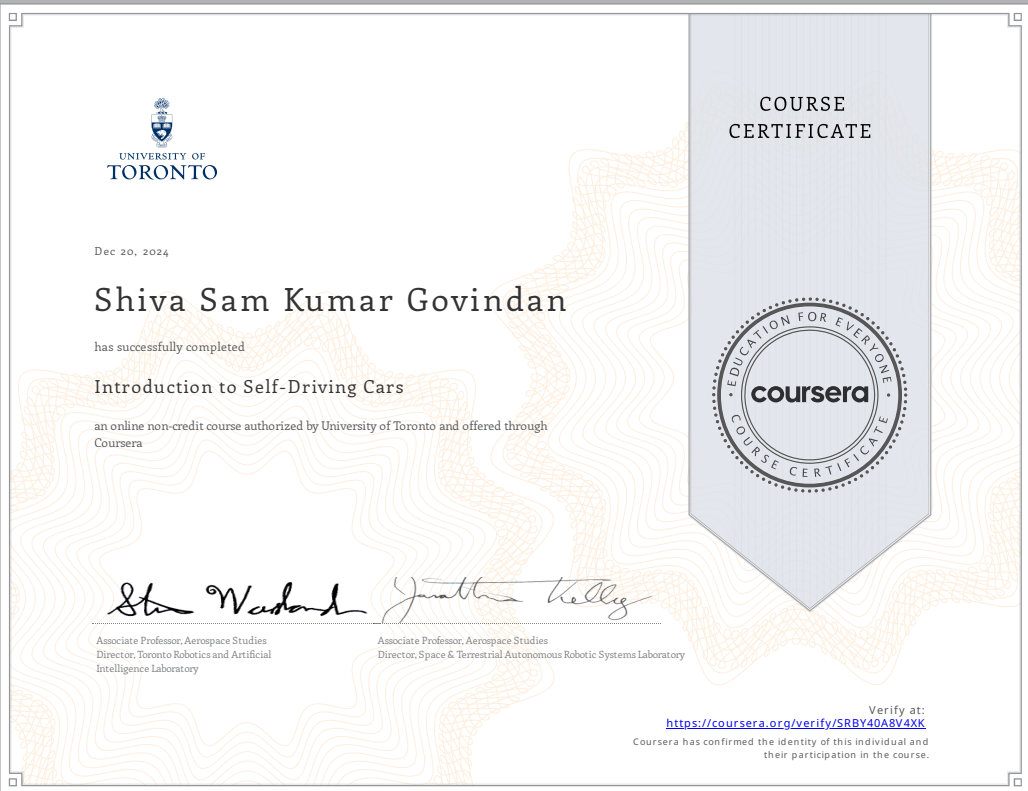 COURSE
CERTIFICATE
UNIVERSITY OF
TORONTO
Dec 20, 2024
Shiva Sam Kumar Govindan
has successfully completed
Introduction to Self-Driving Cars
an online non-credit course authorized by University of Toronto and offered through
Coursera
EDUCATION FOR EVERYONE
coursera
COURSE CERTIFICATE
Associate Professor, Aerospace Studies
Director, Toronto Robotics and Artificial
Intelligence Laboratory
Associate Professor, Aerospace Studies
Director, Space & Terrestrial Autonomous Robotic Systems Laboratory
Verify at:
https://coursera.org/verify/SRBY40A8V4XK
Coursera has confirmed the identity of this individual and
their participation in the course.